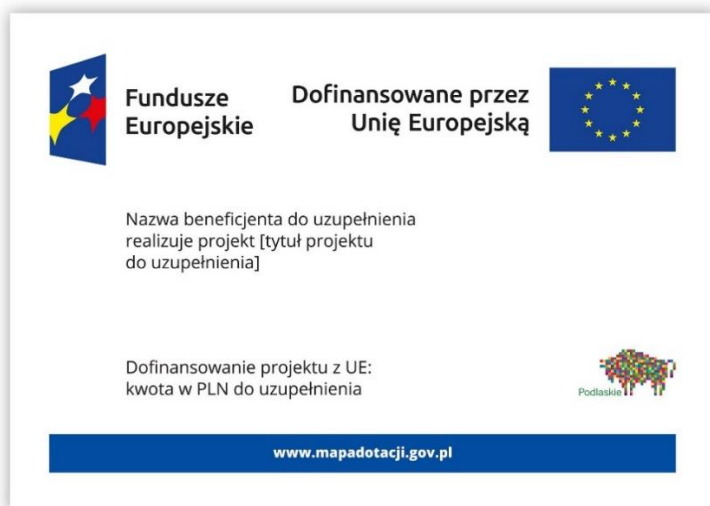 Fundusze
Europejskie
Dofinansowane przez
Unię Europejską
Nazwa beneficjenta do uzupełnienia
realizuje projekt [tytuł projektu
do uzupełnienia]
Dofinansowanie projektu z UE:
kwota w PLN do uzupełnienia
Podlaskie
www.mapadotacji.gov.pl